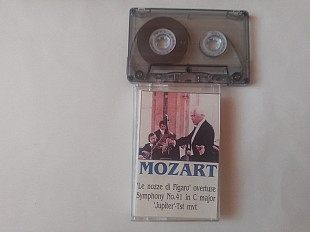 MOZART
'Le nozze di Figaro' overture
Symphony No.41 in C major
'Jupiter'-1st mvt